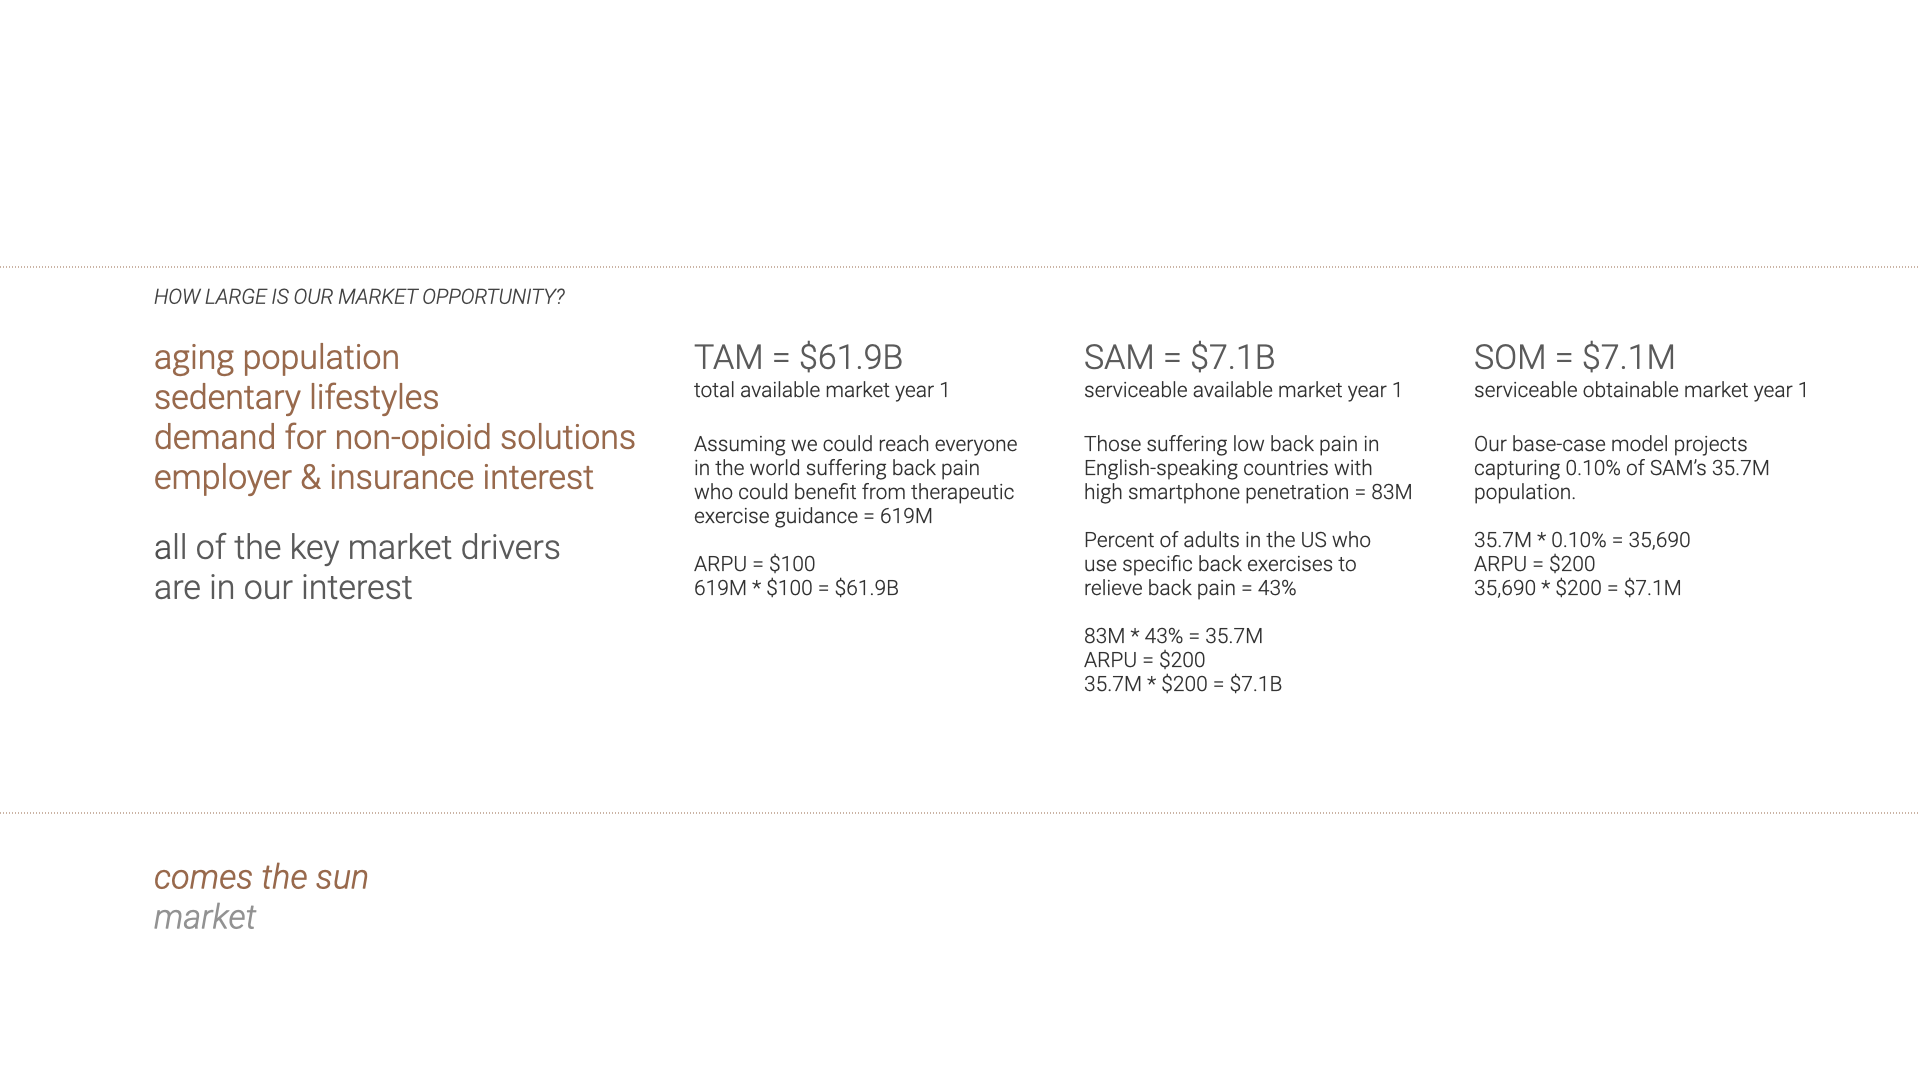 HOW LARGE IS OUR MARKET OPPORTUNITY?
aging population
sedentary lifestyles
demand for non-opioid solutions
employer & insurance interest
all of the key market drivers
are in our interest
TAM = $61.9B
total available market year 1
Assuming we could reach everyone
in the world suffering back pain
who could benefit from therapeutic
exercise guidance = 619M
ARPU = $100
619M * $100 = $61.9B
SAM = $7.1B
serviceable available market year 1
Those suffering low back pain in
English-speaking countries with
high smartphone penetration = 83M
Percent of adults in the US who
use specific back exercises to
relieve back pain = 43%
83M * 43% = 35.7M
ARPU = $200
35.7M * $200 = $7.1B
SOM = $7.1M
serviceable obtainable market year 1
Our base-case model projects
capturing 0.10% of SAM’s 35.7M
population.
35.7M * 0.10% = 35,690
ARPU = $200
35,690 * $200 = $7.1M
comes the sun
market